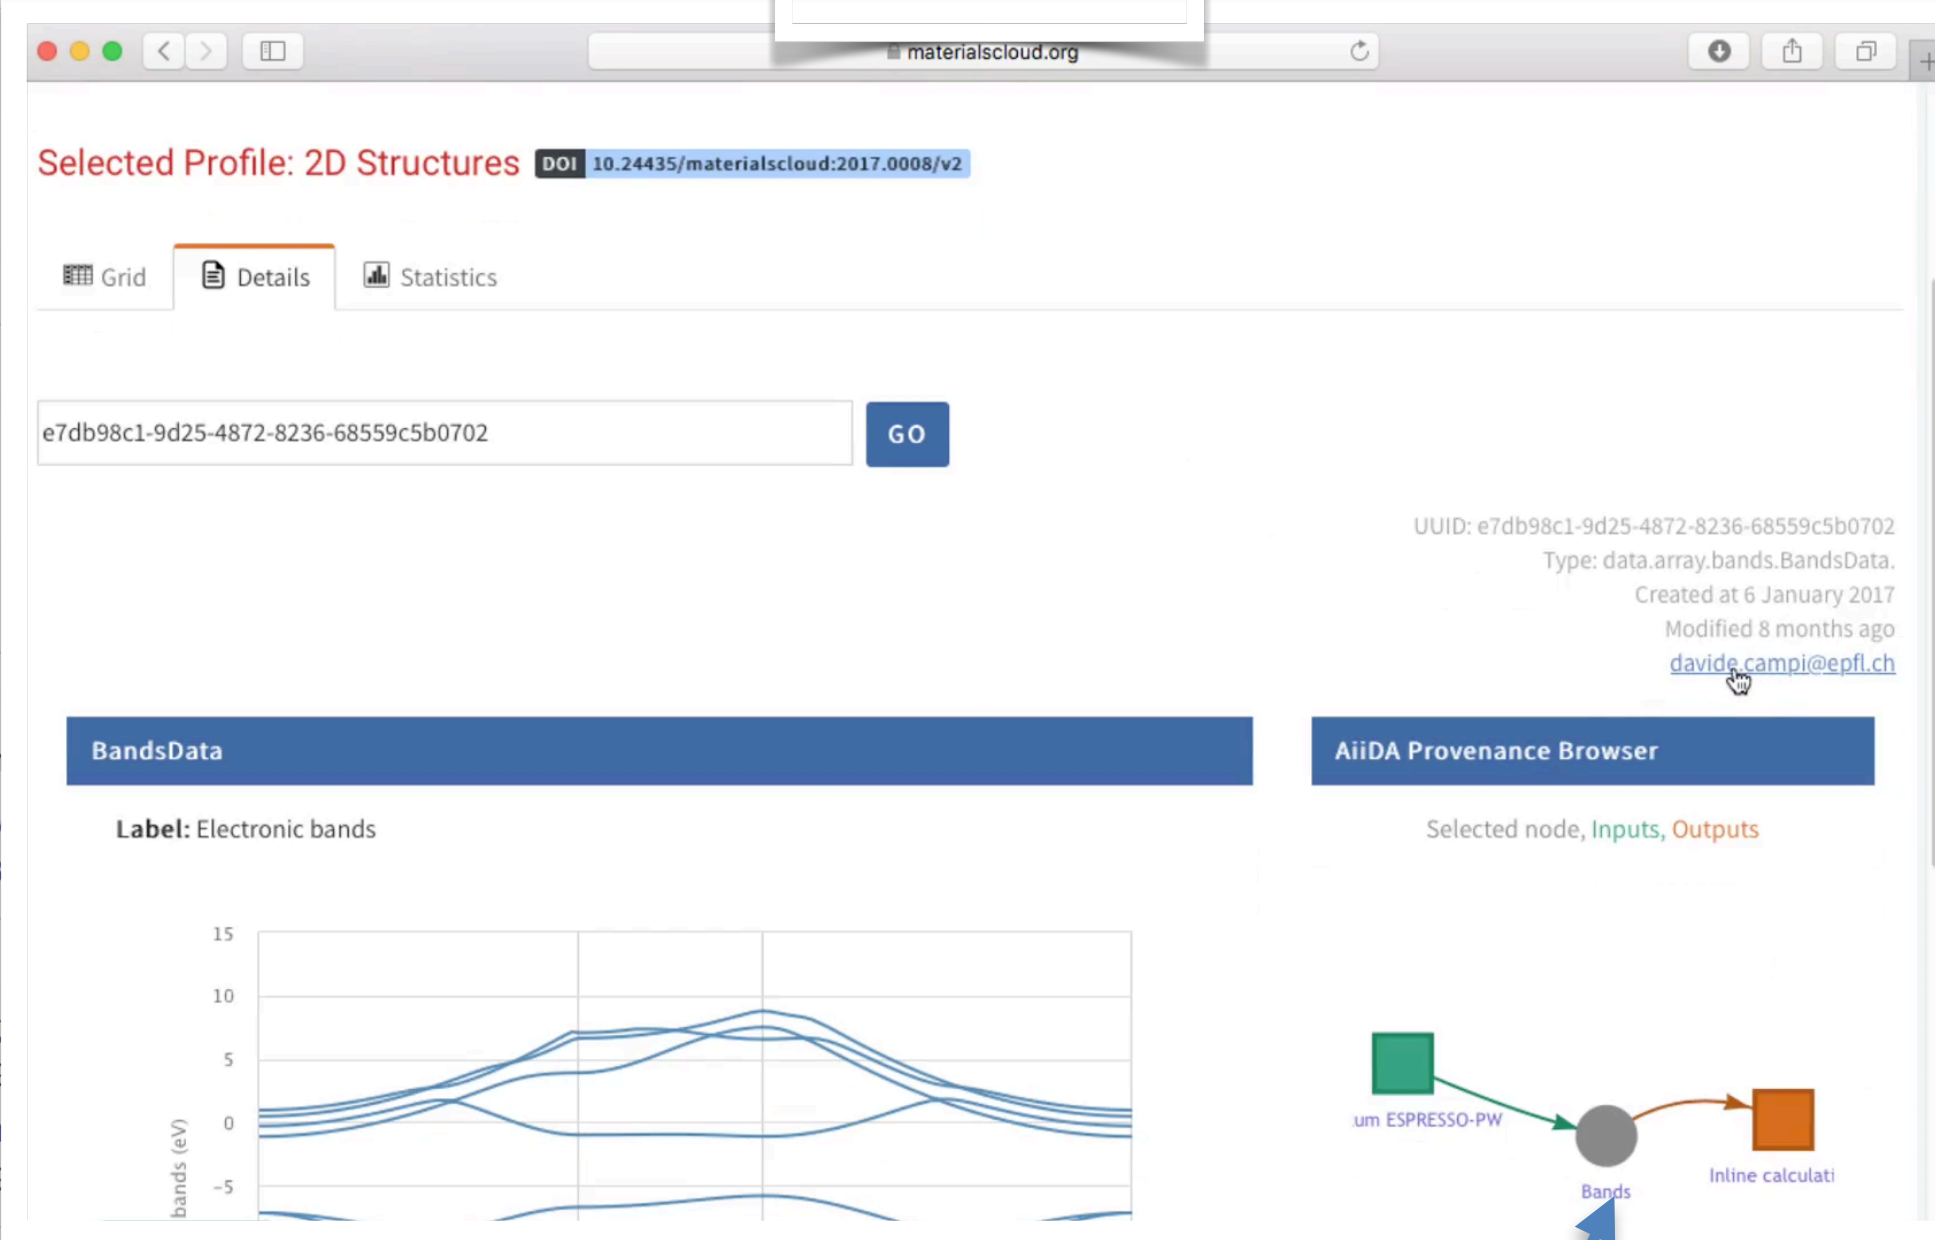 materialscloud.org
Selected Profile: 2D Structures DOI 10.24435/materialscloud:2017.0008/v2
Grid Details Statistics
e7db98c1-9d25-4872-8236-68559c5b0702 GO
UUID: e7db98c1-9d25-4872-8236-68559c5b0702
Type: data.array.bands.BandsData.
Created at 6 January 2017
Modified 8 months ago
davide.campi@epfl.ch
BandsData
Label: Electronic bands
15
10
5
0
−5
bands (eV)
AiiDA Provenance Browser
Selected node, Inputs, Outputs
um ESPRESSO-PW
Inline calculati
Bands